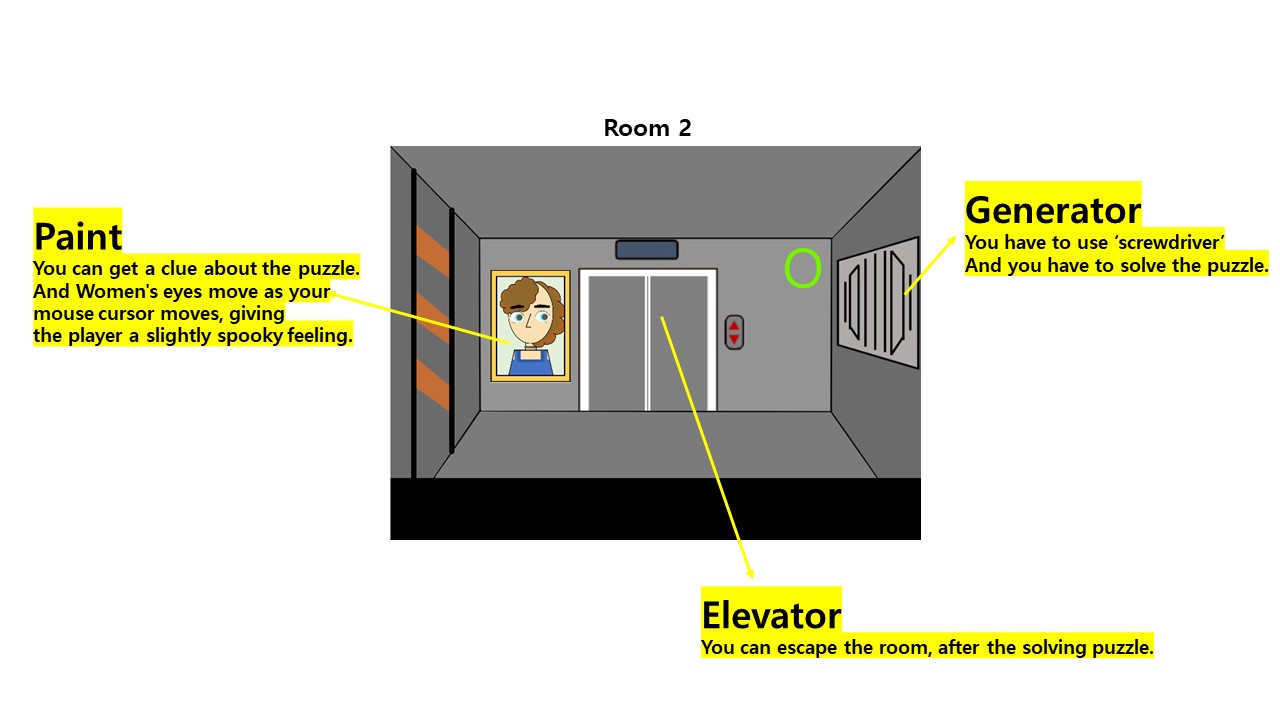 Room 2
Paint
You can get a clue about the puzzle.
And Women's eyes move as your
mouse cursor moves, giving
the player a slightly spooky feeling.
Generator
You have to use ‘screwdriver’
And you have to solve the puzzle.
Elevator
You can escape the room, after the solving puzzle.